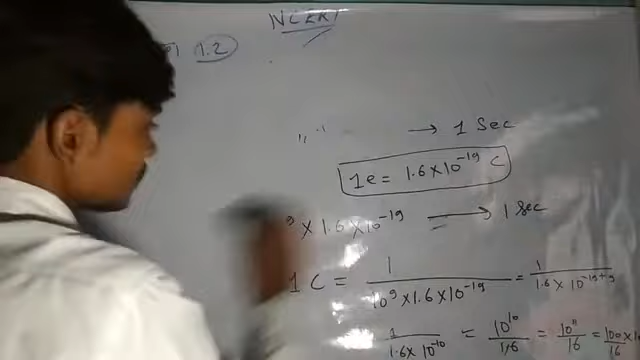 NCERT
1.2
→ 1 Sec
1e = 1.6×10⁻¹⁹ C
⁹ × 1.6×10⁻¹⁹ → 1 Sec
1 C = 1/(10⁹×1.6×10⁻¹⁹) = 1/(1.6×10⁻¹⁹⁺⁹)
1/(1.6×10⁻¹⁰) = 10¹⁰/1.6 = 10¹¹/16 = 100×1